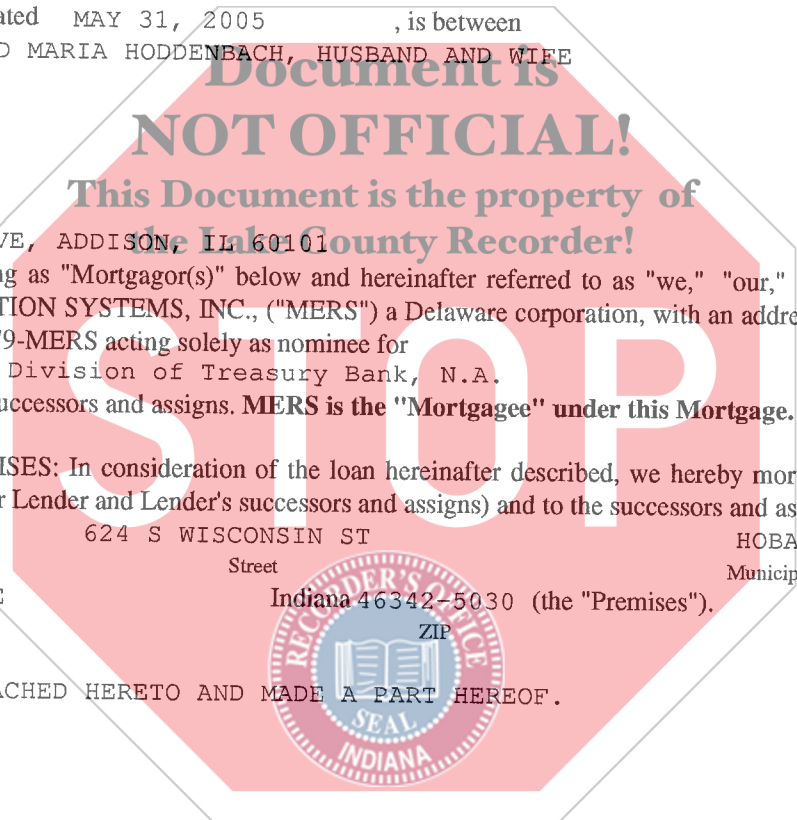 ated MAY 31, 2005 , is between
D MARIA HODDENBACH, HUSBAND AND WIFE
Document is
NOT OFFICIAL!
This Document is the property of
the Lake County Recorder!
VE, ADDISON, IL 60101
ng as "Mortgagor(s)" below and hereinafter referred to as "we," "our,"
TION SYSTEMS, INC., ("MERS") a Delaware corporation, with an addre
79-MERS acting solely as nominee for
Division of Treasury Bank, N.A.
uccessors and assigns. MERS is the "Mortgagee" under this Mortgage.
STOP
ISES: In consideration of the loan hereinafter described, we hereby mor
r Lender and Lender's successors and assigns) and to the successors and as
624 S WISCONSIN ST HOBA
Street Municip
E Indiana 46342-5030 (the "Premises").
ZIP
ACHED HERETO AND MADE A PART HEREOF.
RECORDER'S OFFICE
SEAL
INDIANA